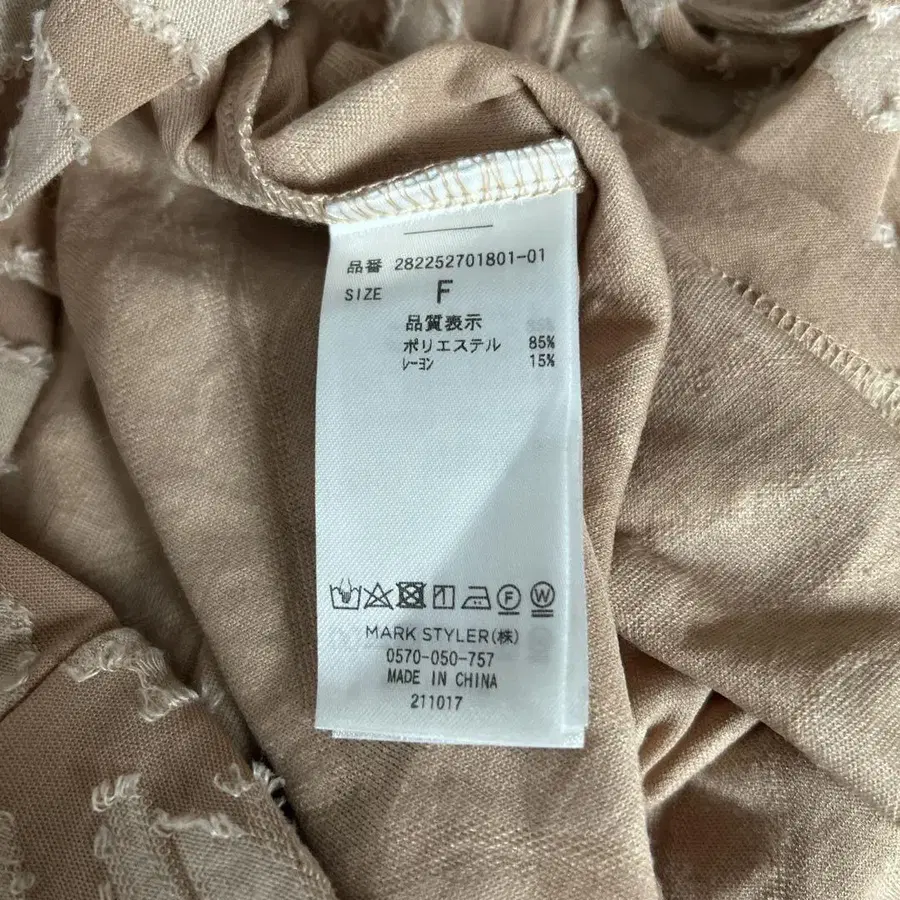 品番 282252701801-01
SIZE F
品質表示
ポリエステル 85%
レーヨン 15%
F W
MARK STYLER(株)
0570-050-757
MADE IN CHINA
211017